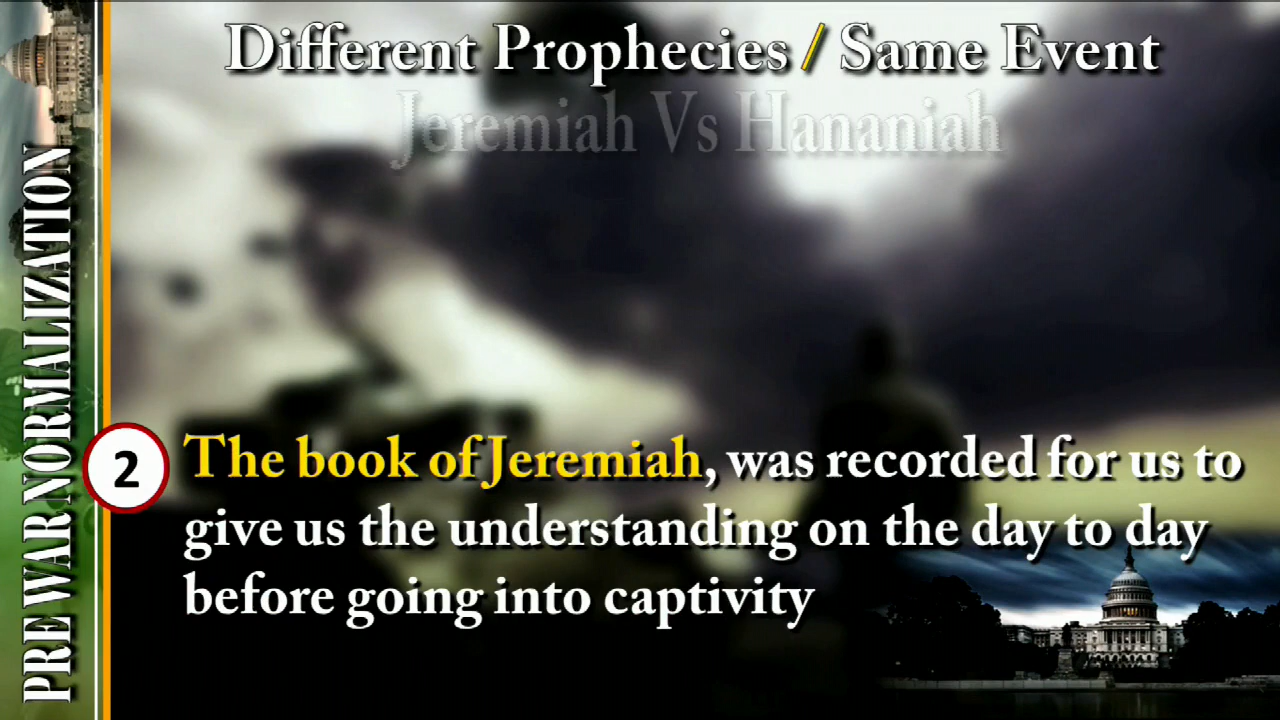 Different Prophecies / Same Event
Jeremiah Vs Hananiah
PRE WAR NORMALIZATION
2
The book of Jeremiah, was recorded for us to
give us the understanding on the day to day
before going into captivity